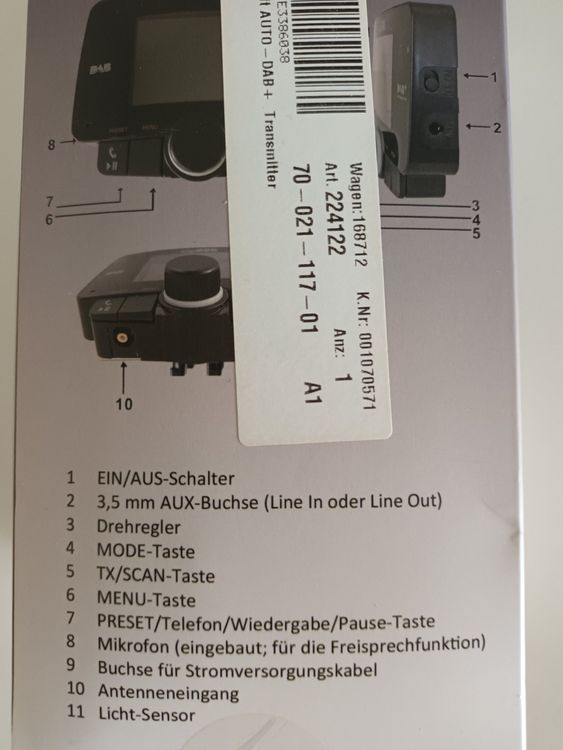 DAB
PRESET MENU
8
7
6
1
2
3
4
5
10
E3386038
AUTO-DAB+ Transmitter
Wagen:168712 K.Nr: 001070571
Art. 224122 Anz: 1
70-021-117-01 A1
1 EIN/AUS-Schalter
2 3,5 mm AUX-Buchse (Line In oder Line Out)
3 Drehregler
4 MODE-Taste
5 TX/SCAN-Taste
6 MENU-Taste
7 PRESET/Telefon/Wiedergabe/Pause-Taste
8 Mikrofon (eingebaut; für die Freisprechfunktion)
9 Buchse für Stromversorgungskabel
10 Antenneneingang
11 Licht-Sensor